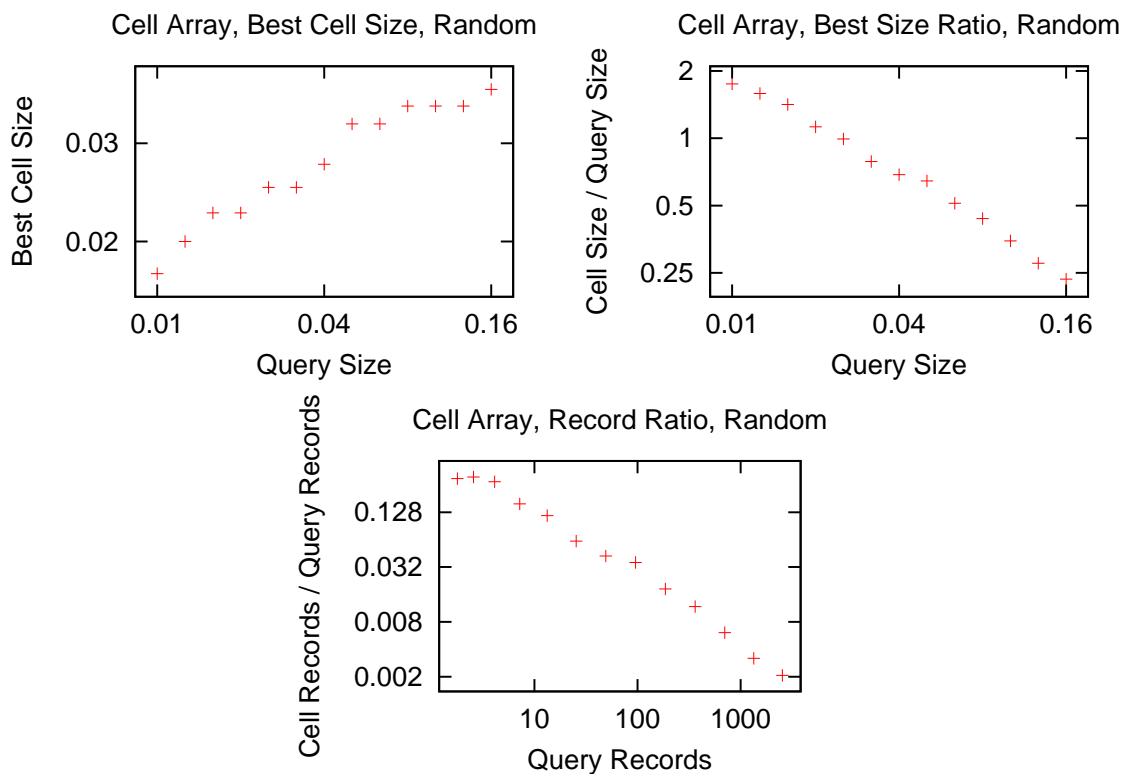 Cell Array, Best Cell Size, Random
Best Cell Size
0.03
0.02
0.01
0.04
0.16
Query Size
Cell Array, Best Size Ratio, Random
Cell Size / Query Size
2
1
0.5
0.25
0.01
0.04
0.16
Query Size
Cell Array, Record Ratio, Random
Cell Records / Query Records
0.128
0.032
0.008
0.002
10
100
1000
Query Records